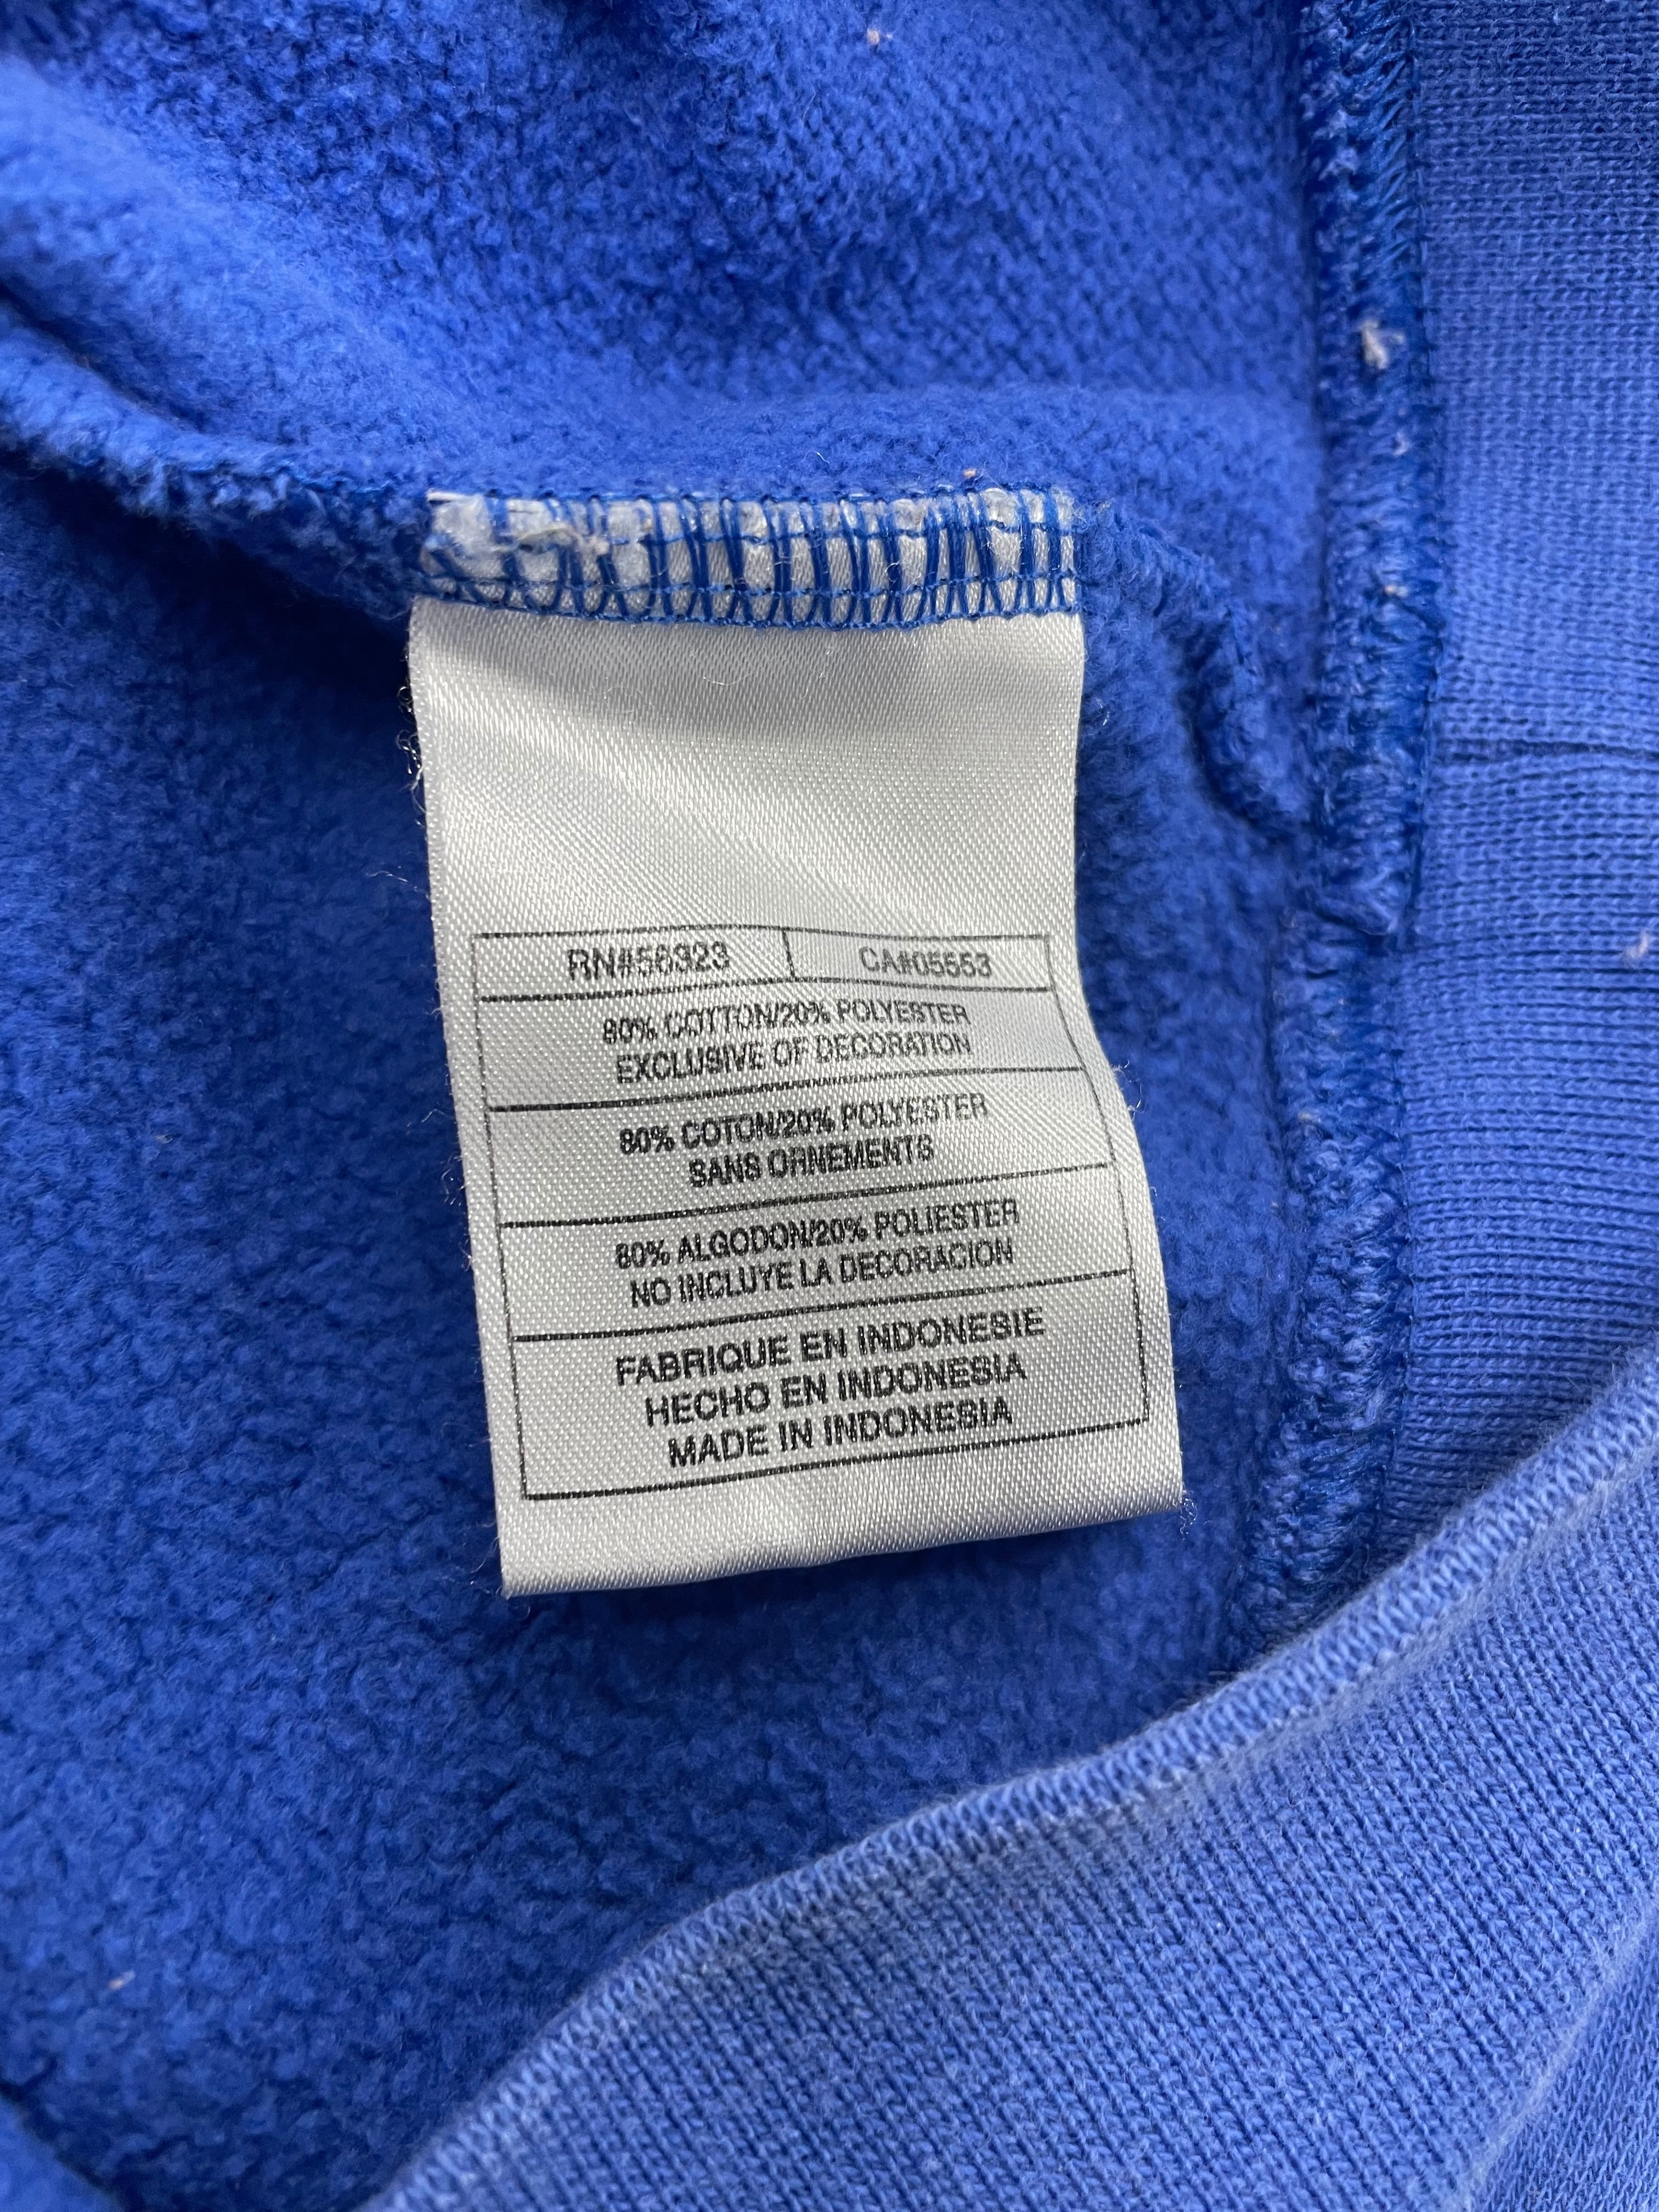 RN#56323 CA#05553
80% COTTON/20% POLYESTER
EXCLUSIVE OF DECORATION
80% COTON/20% POLYESTER
SANS ORNEMENTS
80% ALGODON/20% POLIESTER
NO INCLUYE LA DECORACION
FABRIQUE EN INDONESIE
HECHO EN INDONESIA
MADE IN INDONESIA